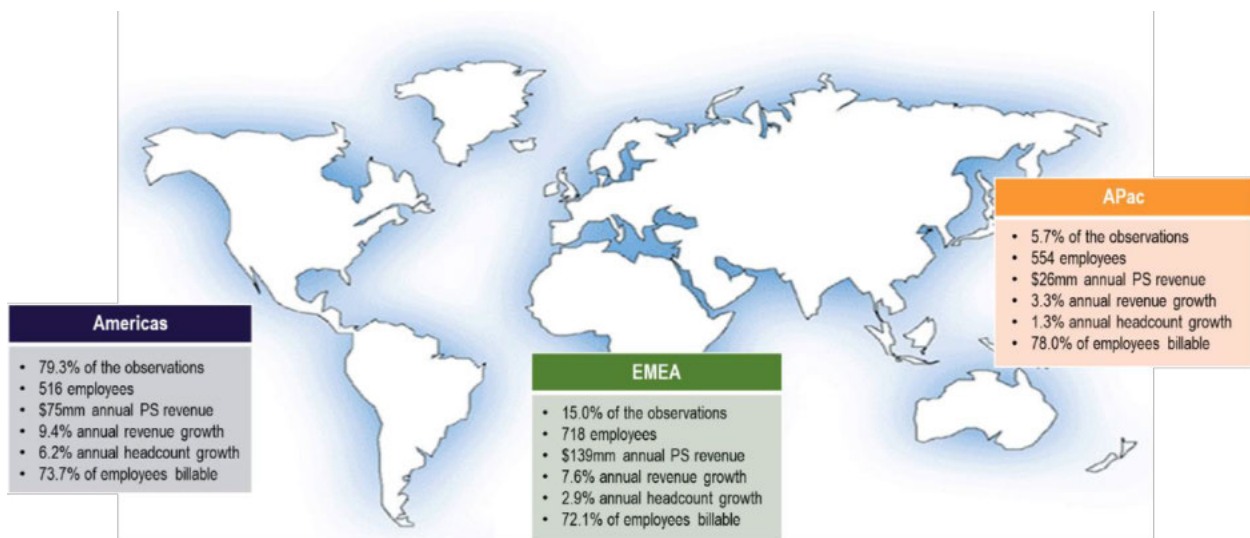 Americas
• 79.3% of the observations
• 516 employees
• $75mm annual PS revenue
• 9.4% annual revenue growth
• 6.2% annual headcount growth
• 73.7% of employees billable
EMEA
• 15.0% of the observations
• 718 employees
• $139mm annual PS revenue
• 7.6% annual revenue growth
• 2.9% annual headcount growth
• 72.1% of employees billable
APac
• 5.7% of the observations
• 554 employees
• $26mm annual PS revenue
• 3.3% annual revenue growth
• 1.3% annual headcount growth
• 78.0% of employees billable